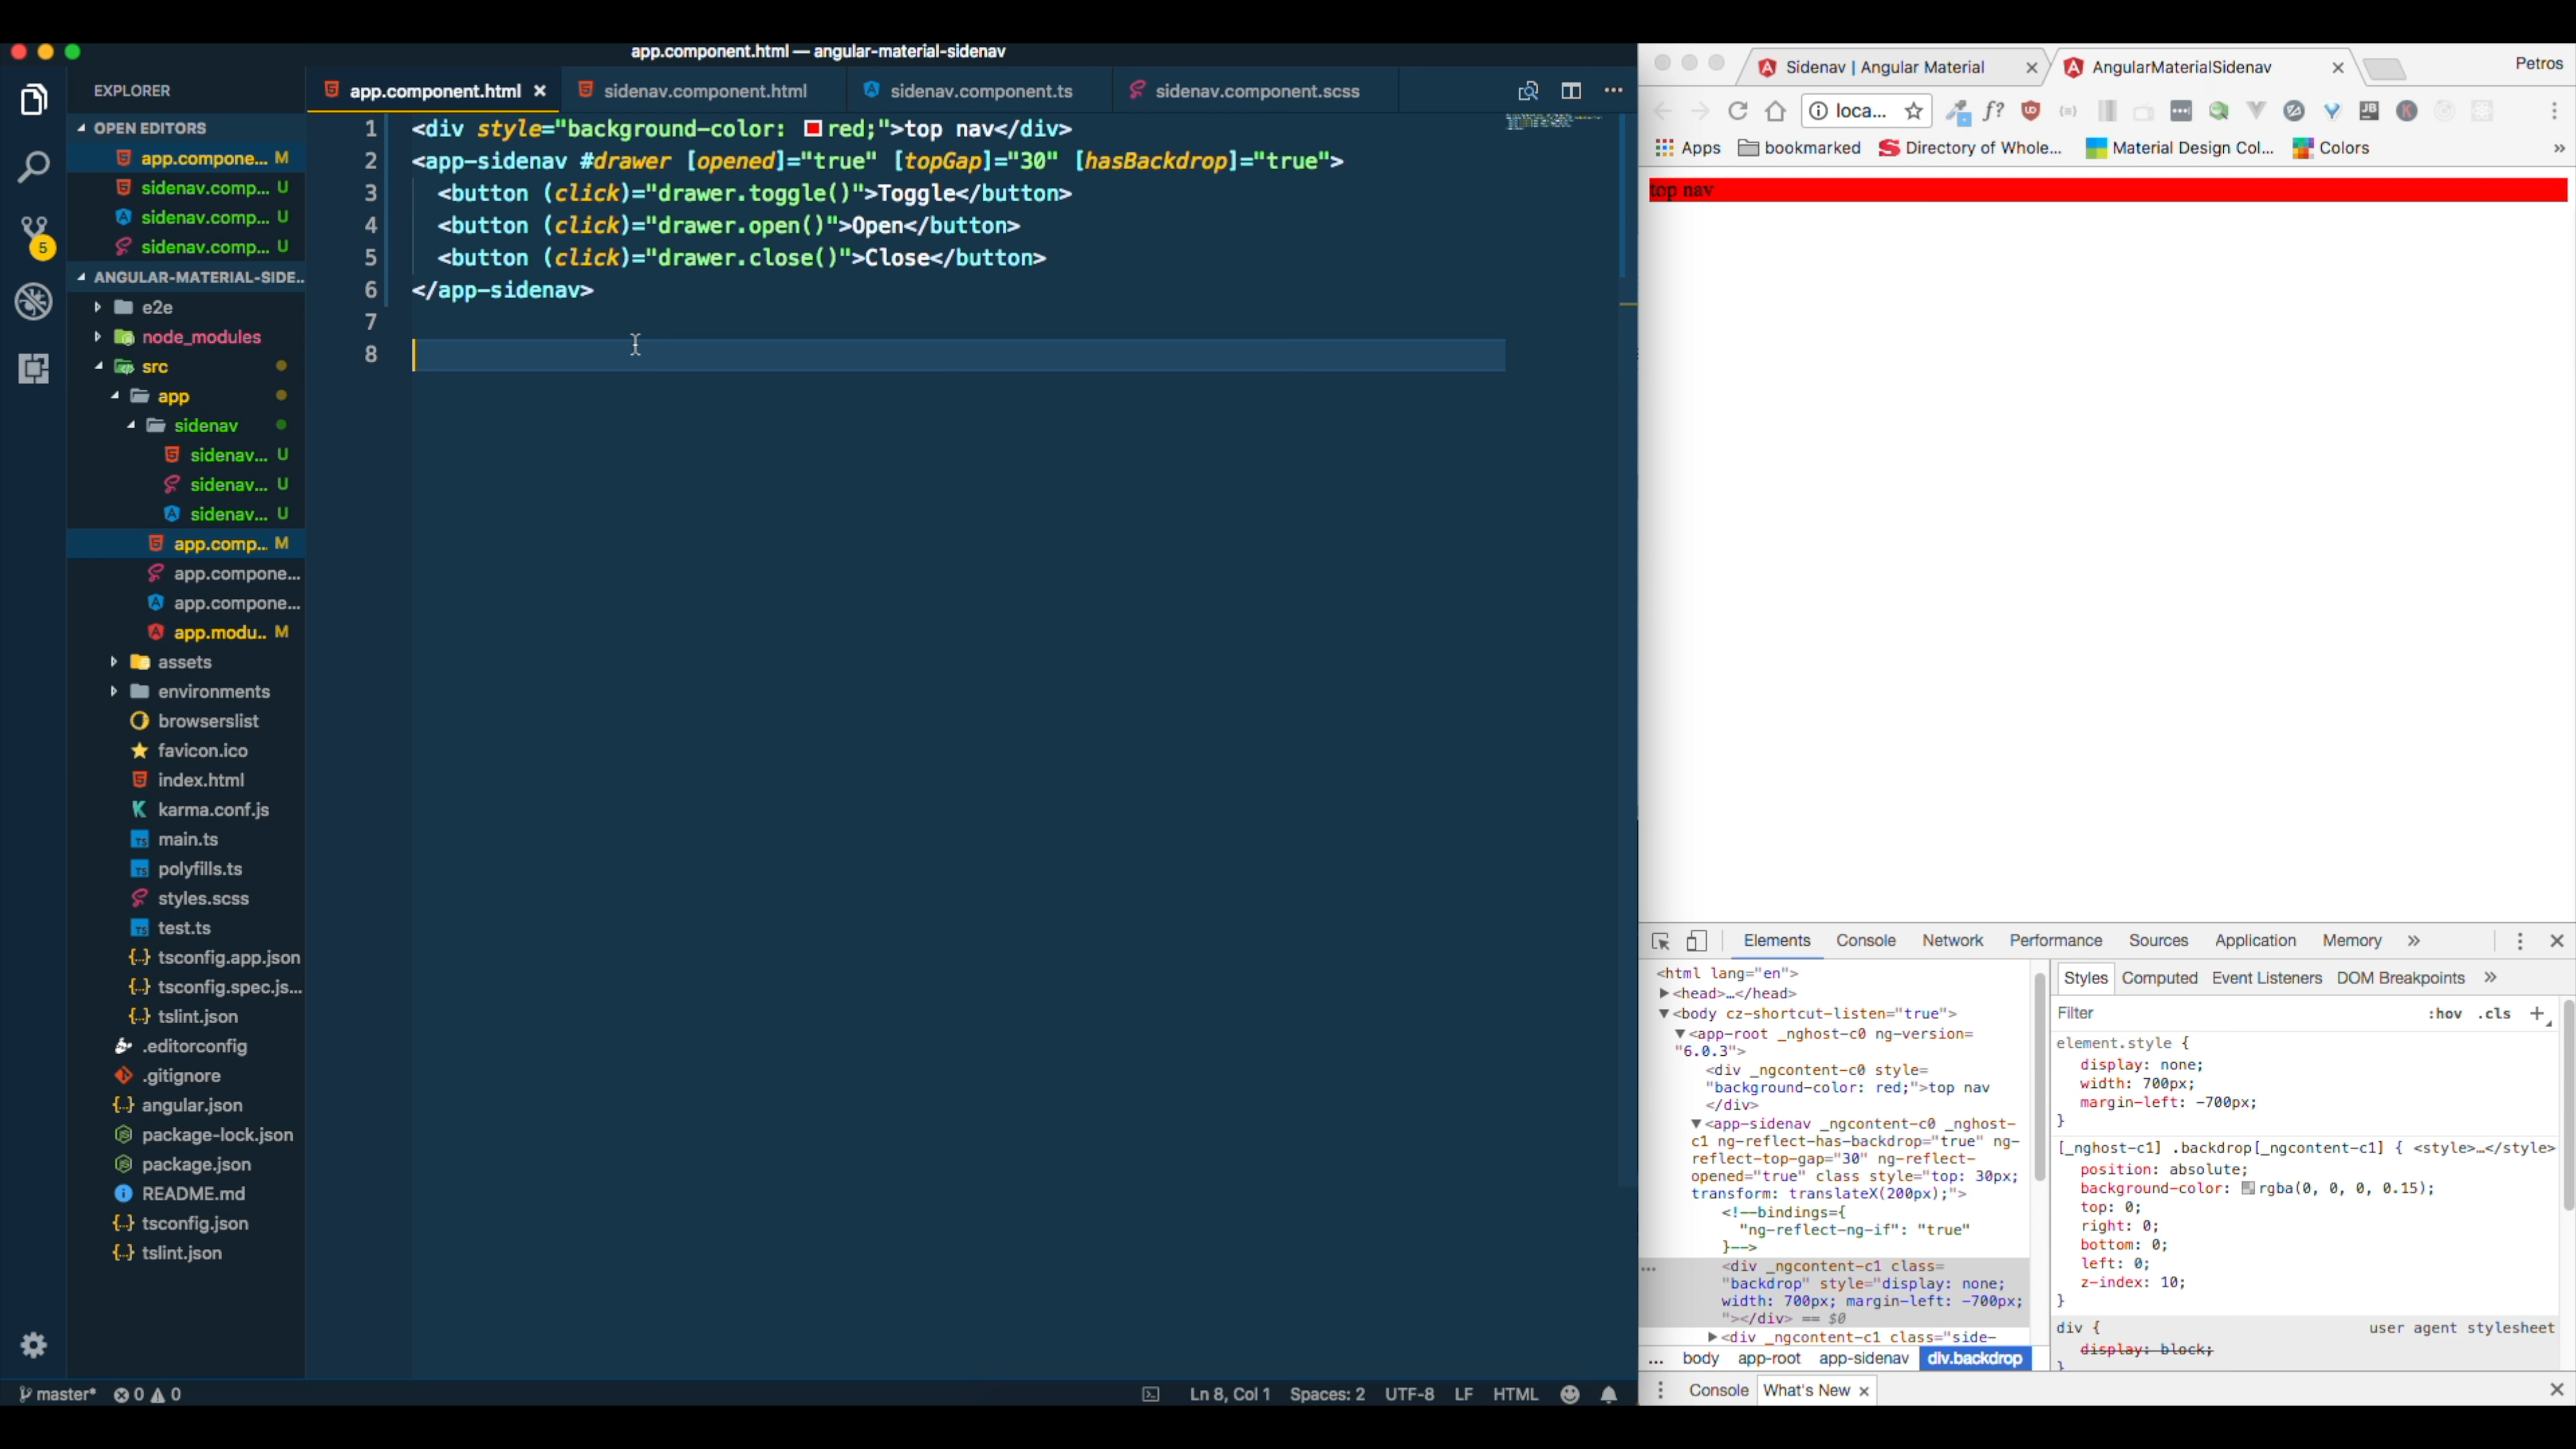 app.component.html — angular-material-sidenav
EXPLORER
OPEN EDITORS
app.compone... M
sidenav.comp... U
sidenav.comp... U
sidenav.comp... U
ANGULAR-MATERIAL-SIDE...
e2e
node_modules
src
app
sidenav
sidenav... U
sidenav... U
sidenav... U
app.comp... M
app.compone...
app.compone...
app.modu.. M
assets
environments
browserslist
favicon.ico
index.html
karma.conf.js
main.ts
polyfills.ts
styles.scss
test.ts
tsconfig.app.json
tsconfig.spec.js...
tslint.json
.editorconfig
.gitignore
angular.json
package-lock.json
package.json
README.md
tsconfig.json
tslint.json
5
app.component.html
sidenav.component.html
sidenav.component.ts
sidenav.component.scss
1 <div style="background-color: red;">top nav</div>
2 <app-sidenav #drawer [opened]="true" [topGap]="30" [hasBackdrop]="true">
3 <button (click)="drawer.toggle()">Toggle</button>
4 <button (click)="drawer.open()">Open</button>
5 <button (click)="drawer.close()">Close</button>
6 </app-sidenav>
7
8
master* 0 0
Ln 8, Col 1 Spaces: 2 UTF-8 LF HTML
Sidenav | Angular Material
AngularMaterialSidenav
Petros
loca...
f?
JB
K
Apps bookmarked Directory of Whole... Material Design Col... Colors »
top nav
Elements Console Network Performance Sources Application Memory »
<html lang="en">
<head>…</head>
<body cz-shortcut-listen="true">
<app-root _nghost-c0 ng-version=
"6.0.3">
<div _ngcontent-c0 style=
"background-color: red;">top nav
</div>
<app-sidenav _ngcontent-c0 _nghost-
c1 ng-reflect-has-backdrop="true" ng-
reflect-top-gap="30" ng-reflect-
opened="true" class style="top: 30px;
transform: translateX(200px);">
<!--bindings={
"ng-reflect-ng-if": "true"
}-->
<div _ngcontent-c1 class=
"backdrop" style="display: none;
width: 700px; margin-left: -700px;
"></div> == $0
<div _ngcontent-c1 class="side-
... body app-root app-sidenav div.backdrop
Styles Computed Event Listeners DOM Breakpoints »
Filter :hov .cls +
element.style {
display: none;
width: 700px;
margin-left: -700px;
}
[_nghost-c1] .backdrop[_ngcontent-c1] { <style>…</style>
position: absolute;
background-color: rgba(0, 0, 0, 0.15);
top: 0;
right: 0;
bottom: 0;
left: 0;
z-index: 10;
}
div { user agent stylesheet
display: block;
}
Console What's New